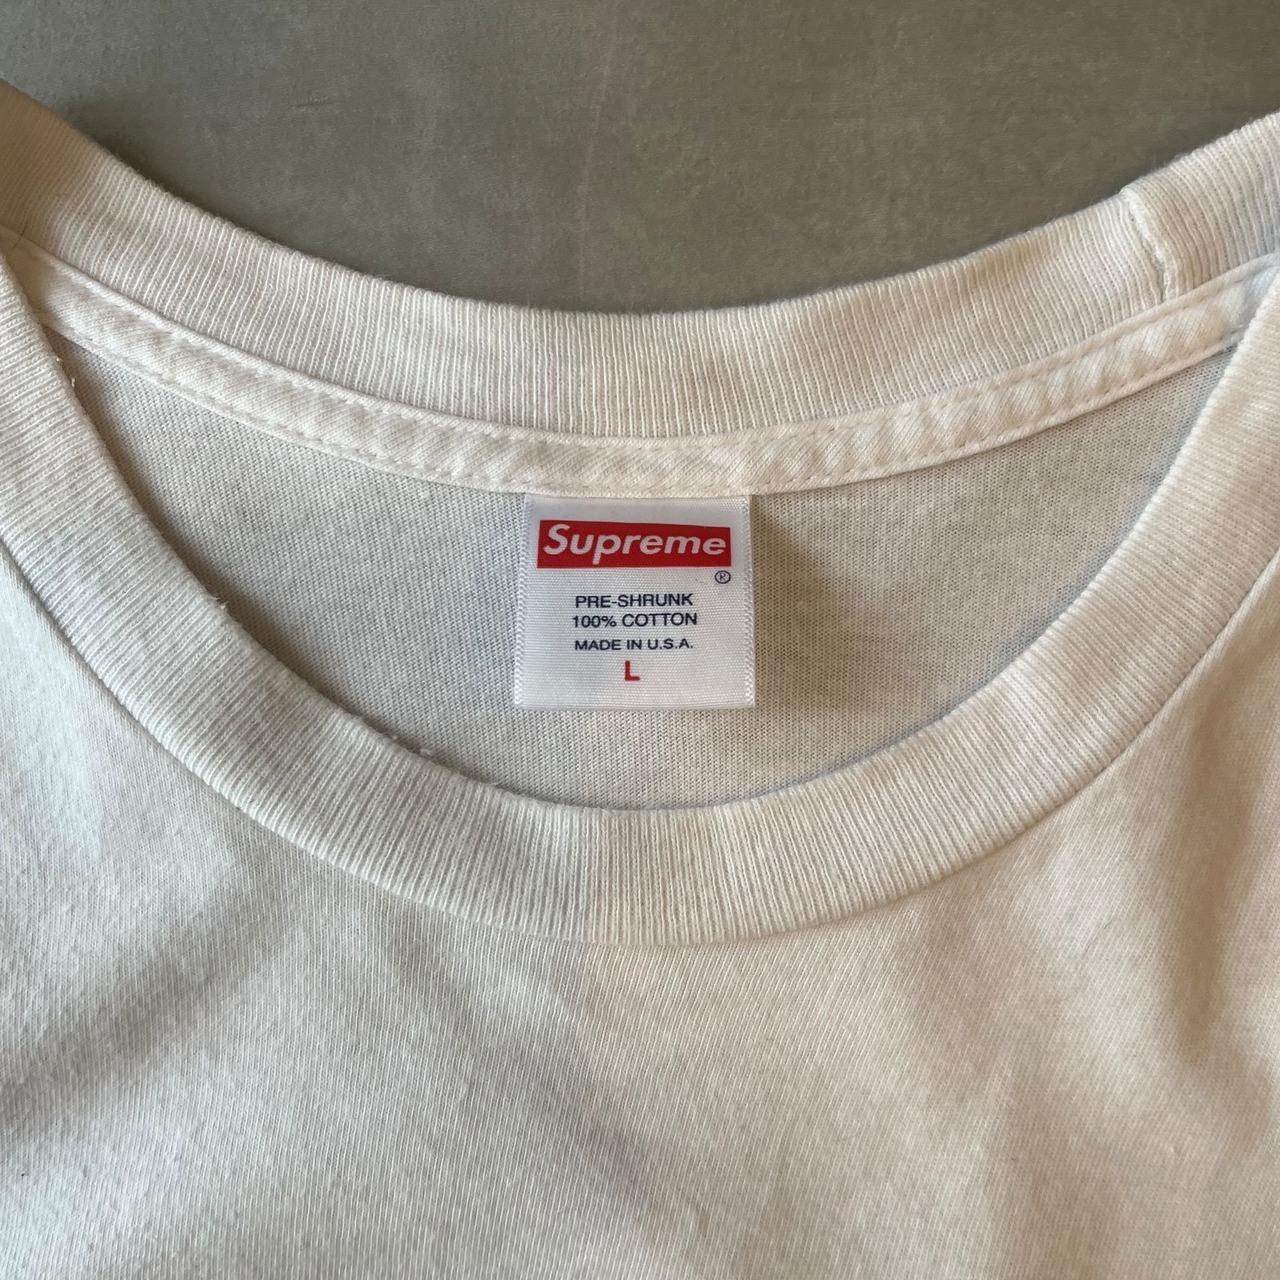 Supreme
®
PRE-SHRUNK
100% COTTON
MADE IN U.S.A.
L